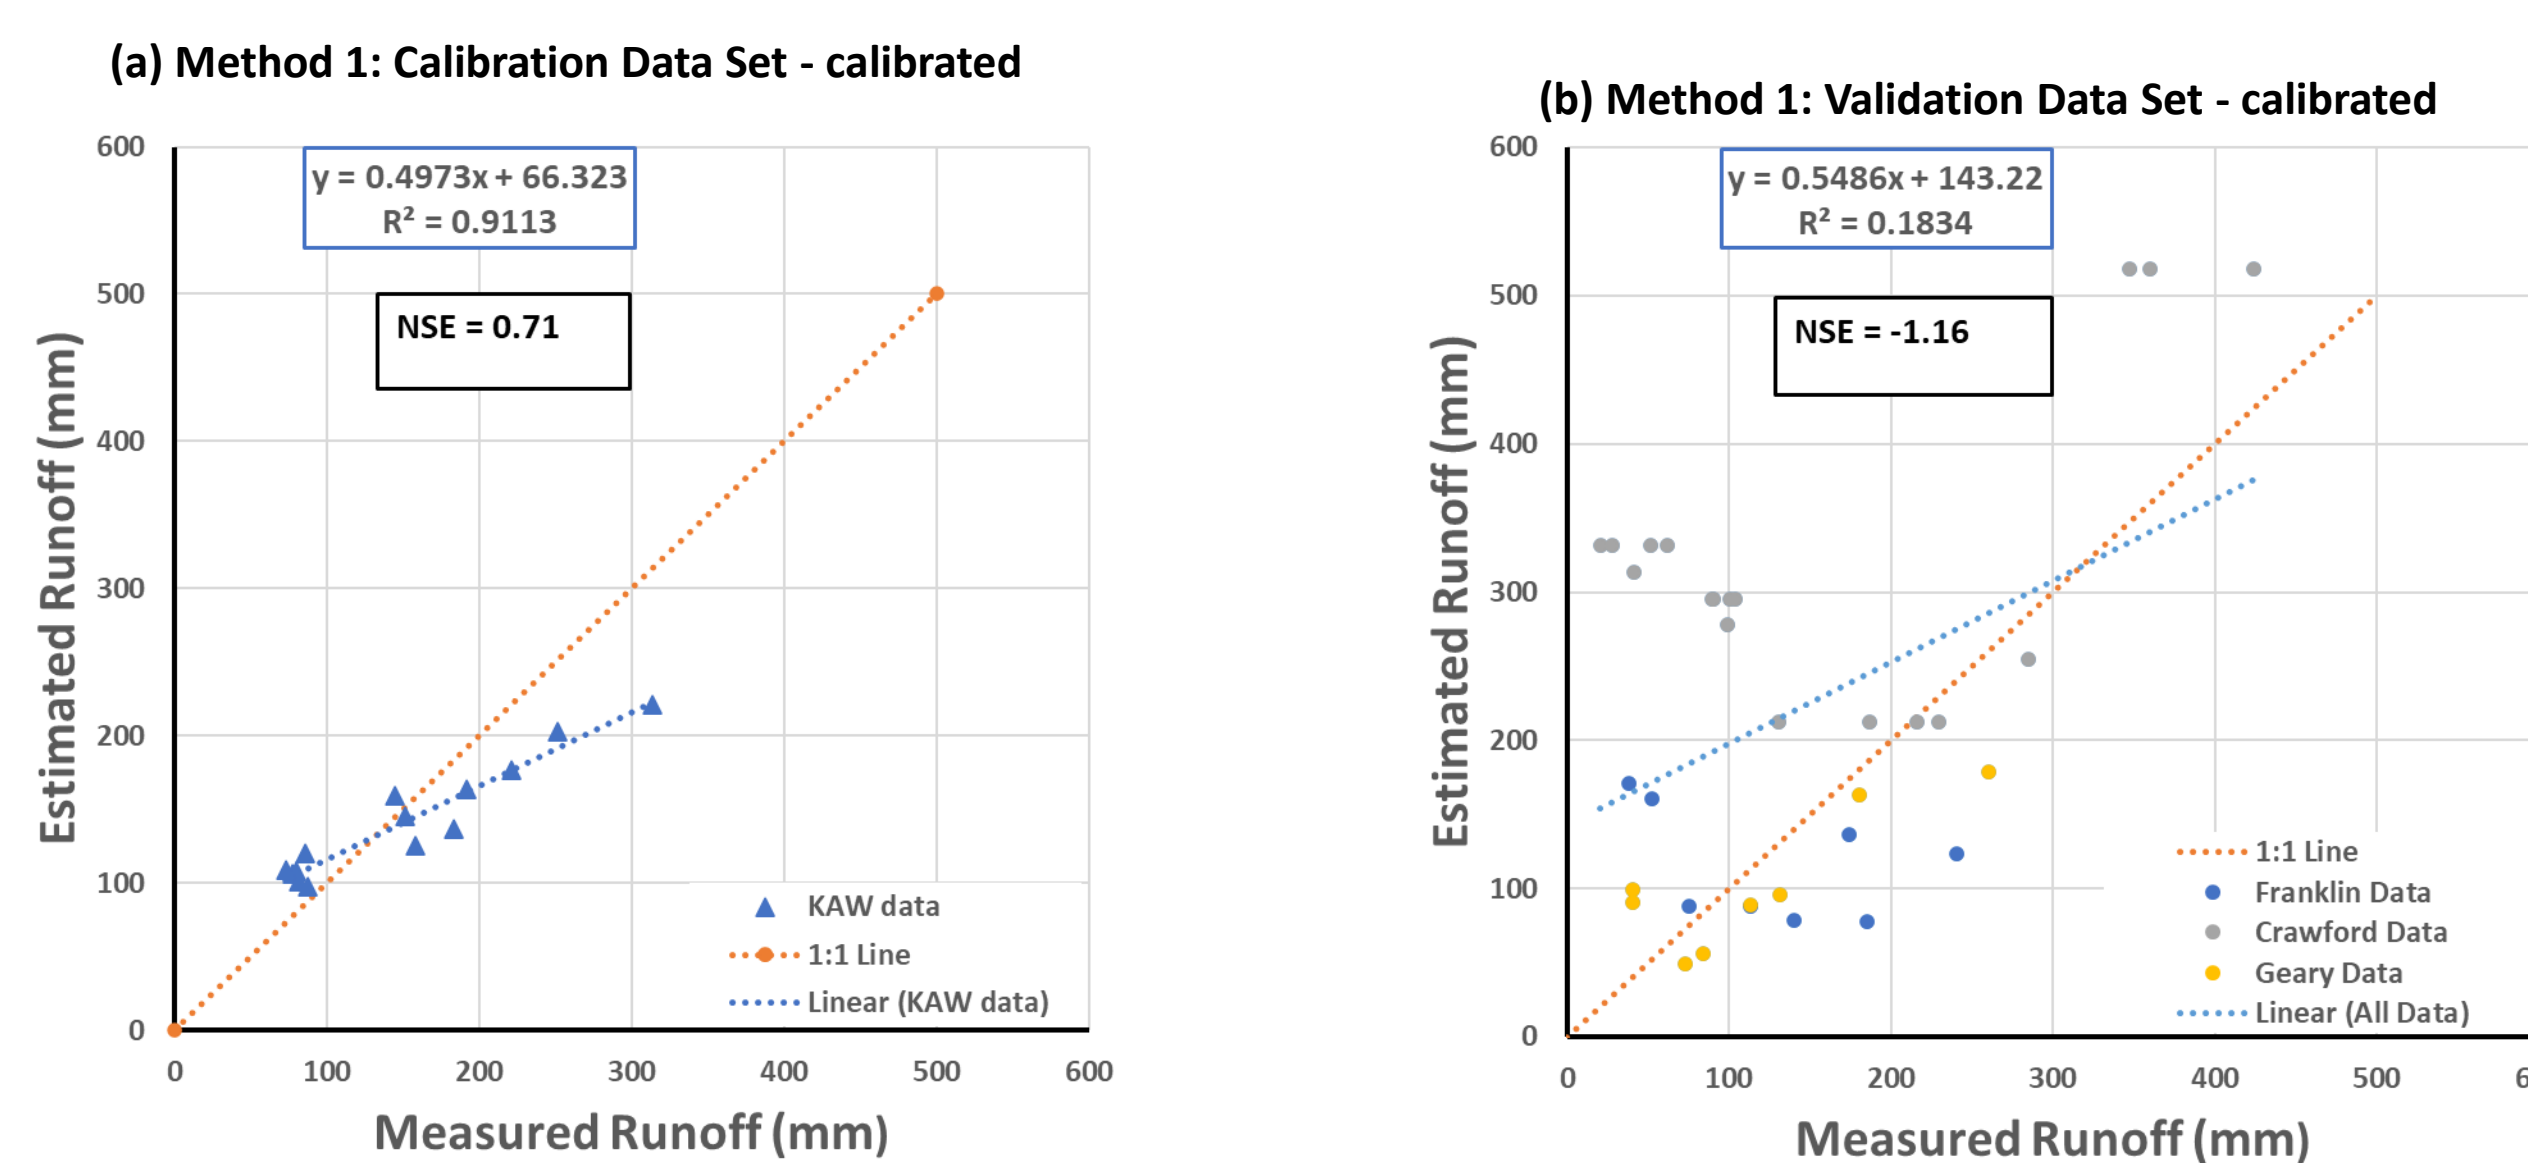 (a) Method 1: Calibration Data Set - calibrated
600
500
400
300
200
100
0
Estimated Runoff (mm)
y = 0.4973x + 66.323
R² = 0.9113
NSE = 0.71
KAW data
1:1 Line
Linear (KAW data)
0 100 200 300 400 500 600
Measured Runoff (mm)
(b) Method 1: Validation Data Set - calibrated
600
500
400
300
200
100
0
Estimated Runoff (mm)
y = 0.5486x + 143.22
R² = 0.1834
NSE = -1.16
1:1 Line
Franklin Data
Crawford Data
Geary Data
Linear (All Data)
0 100 200 300 400 500
Measured Runoff (mm)